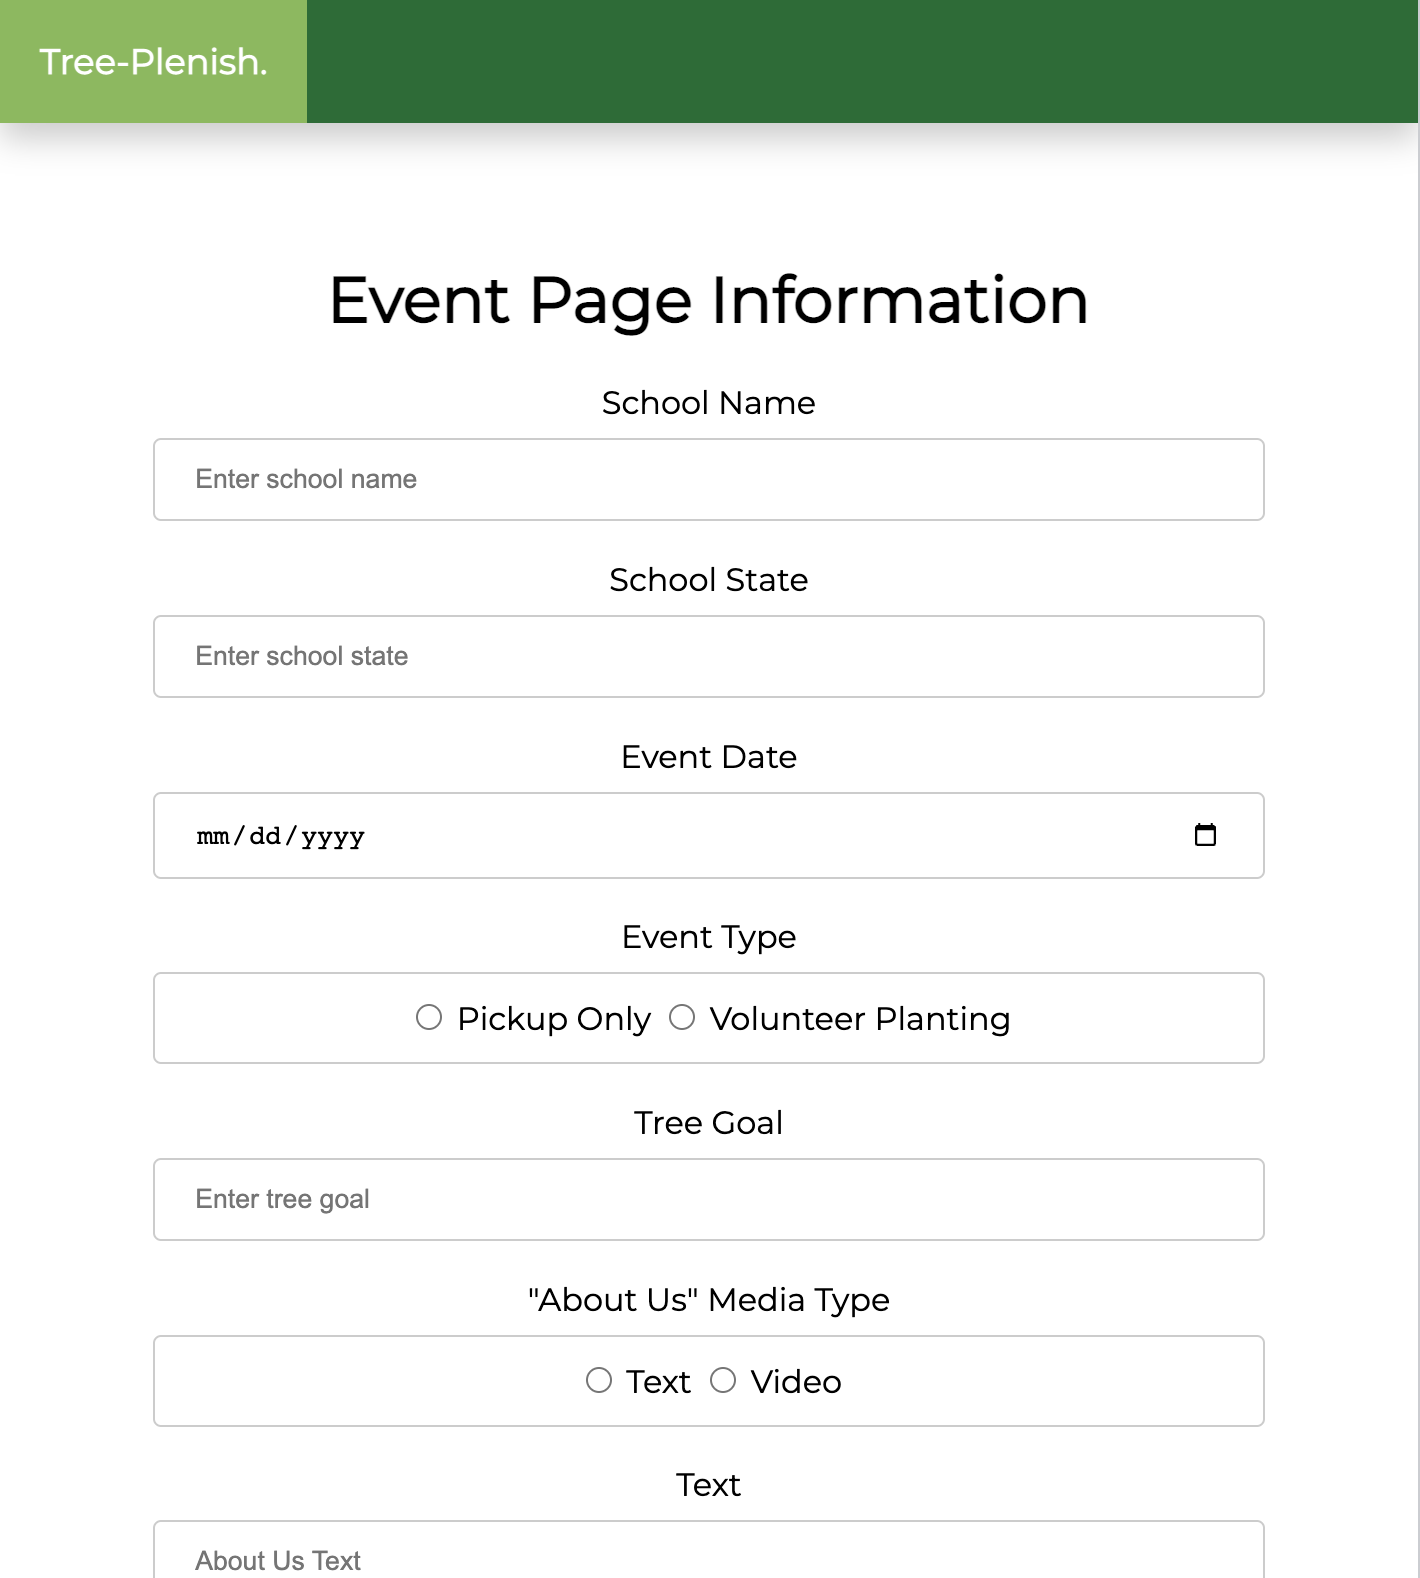 Tree-Plenish.
Event Page Information
School Name
Enter school name
School State
Enter school state
Event Date
mm/dd/yyyy
Event Type
Pickup Only Volunteer Planting
Tree Goal
Enter tree goal
"About Us" Media Type
Text Video
Text
About Us Text